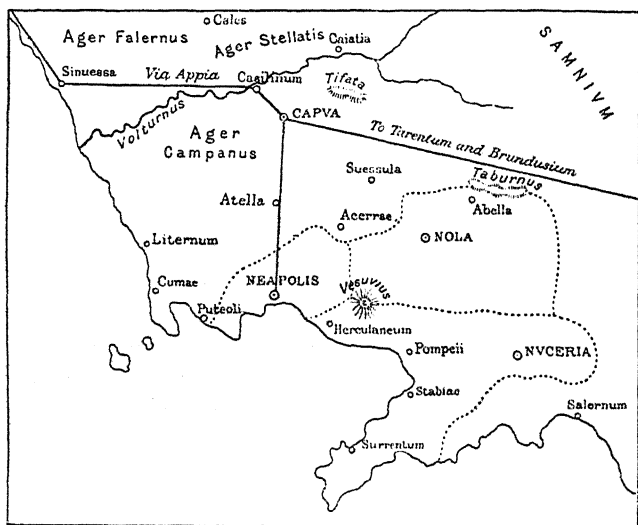 Cales
Ager Falernus
Ager Stellatis
Caiatia
SAMNIVM
Sinuessa
Via Appia
Casilinum
Tifata
Volturnus
CAPVA
Ager
Campanus
To Tarentum and Brundusium
Suessula
Taburnus
Atella
Abella
Acerrae
NOLA
Liternum
Cumae
NEAPOLIS
Vesuvius
Puteoli
Herculaneum
Pompeii
NVCERIA
Stabiae
Salernum
Surrentum